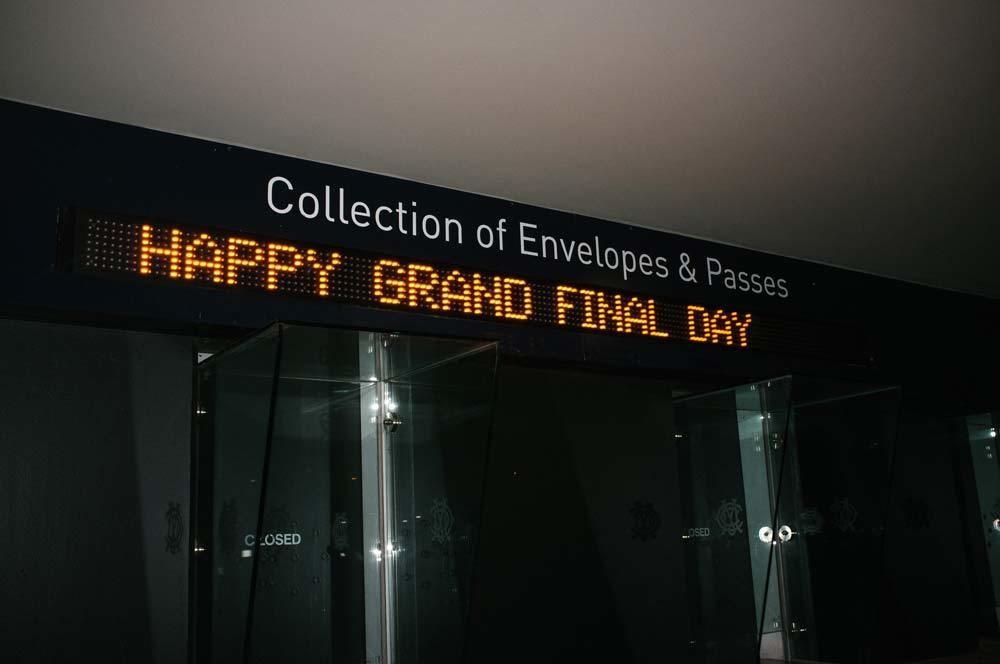 Collection of Envelopes & Passes
HAPPY GRAND FINAL DAY
CLOSED
CLOSED